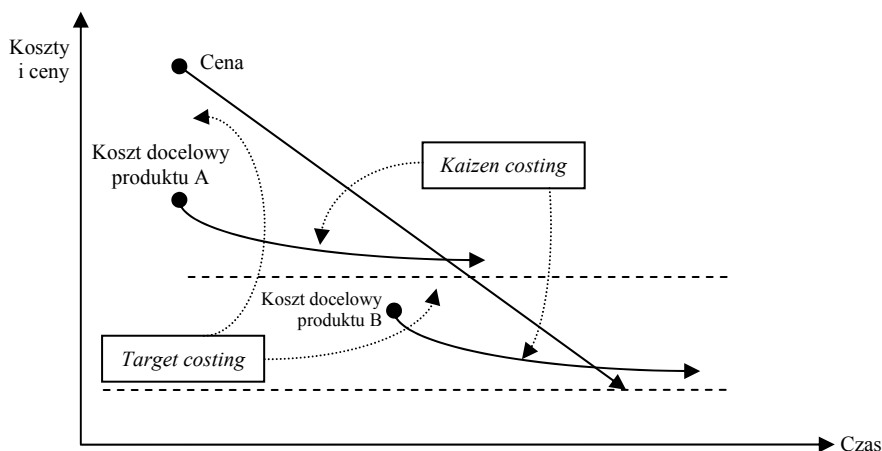 Koszty
i ceny
Cena
Koszt docelowy
produktu A
Kaizen costing
Koszt docelowy
produktu B
Target costing
Czas